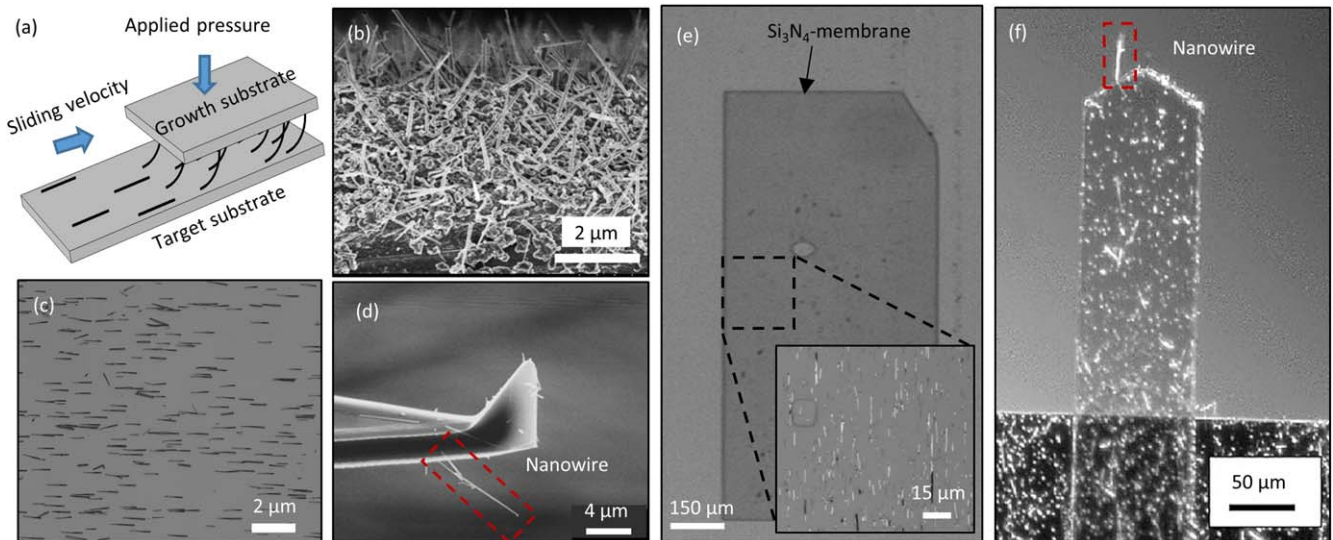 (a)
Applied pressure
Sliding velocity
Growth substrate
Target substrate
(b)
2 µm
(c)
2 µm
(d)
Nanowire
4 µm
(e)
Si₃N₄-membrane
150 µm
15 µm
(f)
Nanowire
50 µm